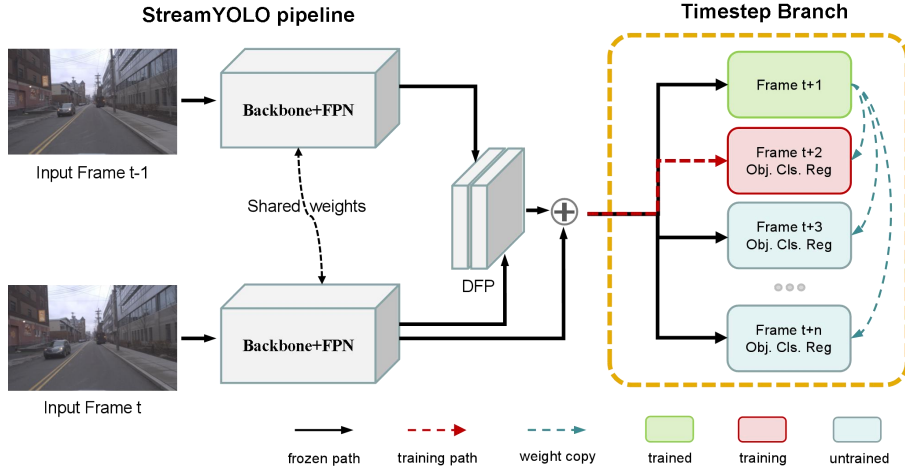 StreamYOLO pipeline
Timestep Branch
Backbone+FPN
Input Frame t-1
Shared weights
DFP
Backbone+FPN
Input Frame t
Frame t+1
Frame t+2
Obj. Cls. Reg
Frame t+3
Obj. Cls. Reg
Frame t+n
Obj. Cls. Reg
frozen path
training path
weight copy
trained
training
untrained